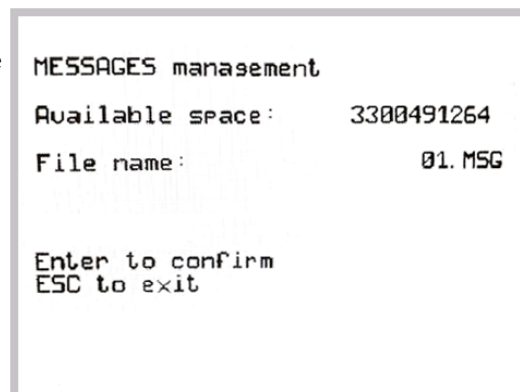 MESSAGES management
Available space: 3300491264
File name: 01.MSG
Enter to confirm
ESC to exit